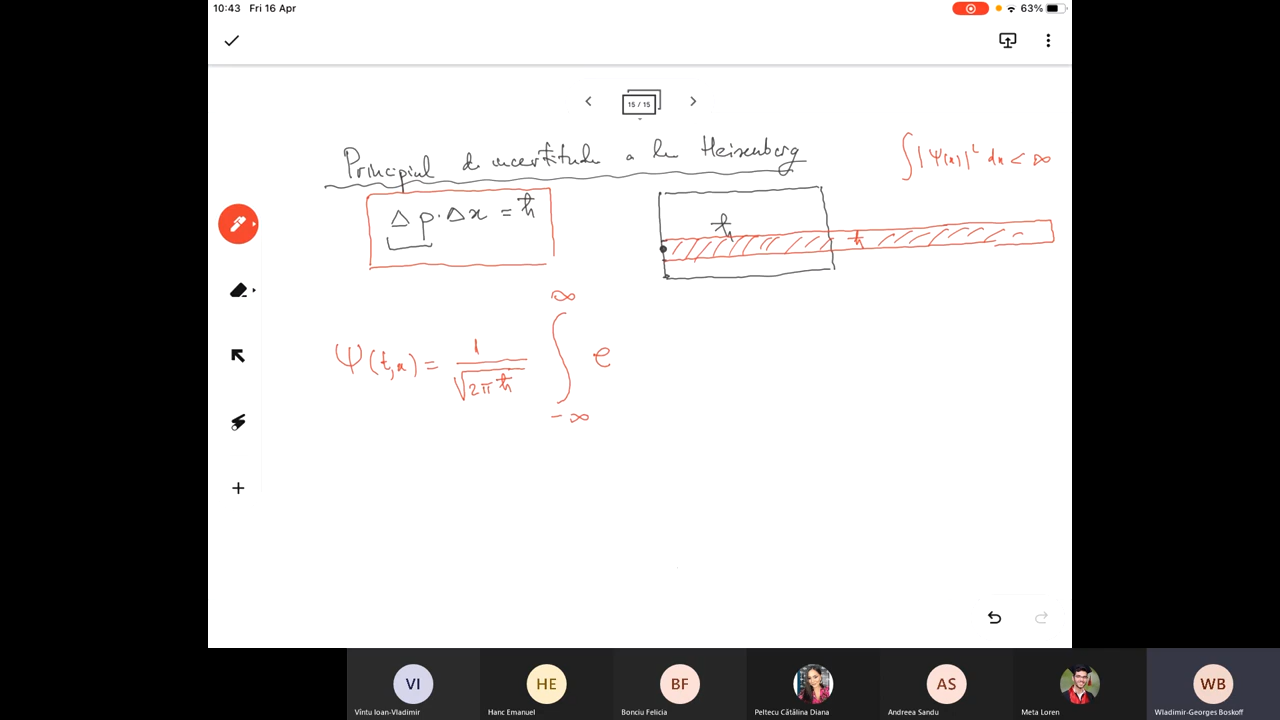 10:43 Fri 16 Apr
63%
15 / 15
Principiul de incertitudine a lui Heisenberg
∫|Ψ(x)|² dx < ∞
Δp·Δx = ħ
ħ
ħ
Ψ(t,x) = 1/√2πħ ∫_{-∞}^{∞} e
VI
HE
BF
AS
WB
Vîntu Ioan-Vladimir
Hanc Emanuel
Bonciu Felicia
Peltecu Cătălina Diana
Andreea Sandu
Meta Loren
Wladimir-Georges Boskoff